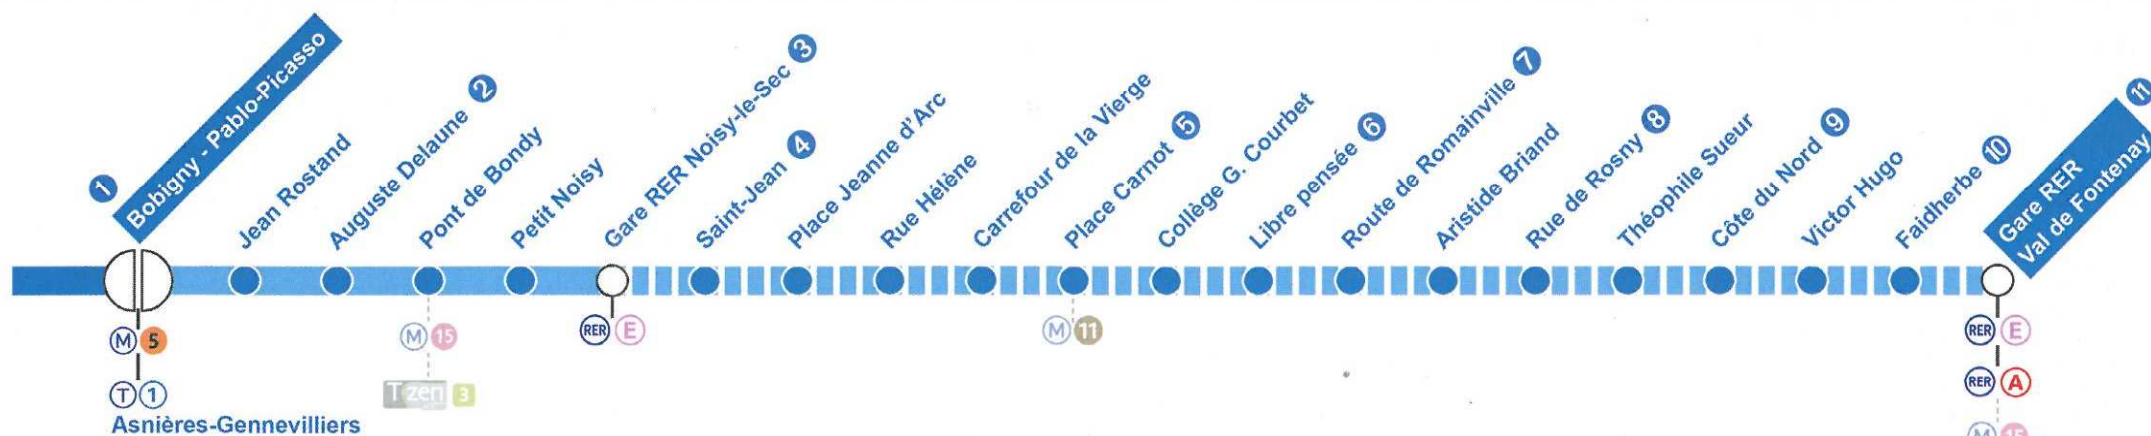 1
Bobigny - Pablo-Picasso
Jean Rostand
Auguste Delaune 2
Pont de Bondy
Petit Noisy
Gare RER Noisy-le-Sec 3
Saint-Jean 4
Place Jeanne d'Arc
Rue Hélène
Carrefour de la Vierge
Place Carnot 5
Collège G. Courbet
Libre pensée 6
Route de Romainville 7
Aristide Briand
Rue de Rosny 8
Théophile Sueur
Côte du Nord 9
Victor Hugo
Faidherbe 10
Gare RER
Val de Fontenay
11
M 5
T 1
Asnières-Gennevilliers
M 15
T zen 3
RER E
M 11
RER E
RER A
M 15